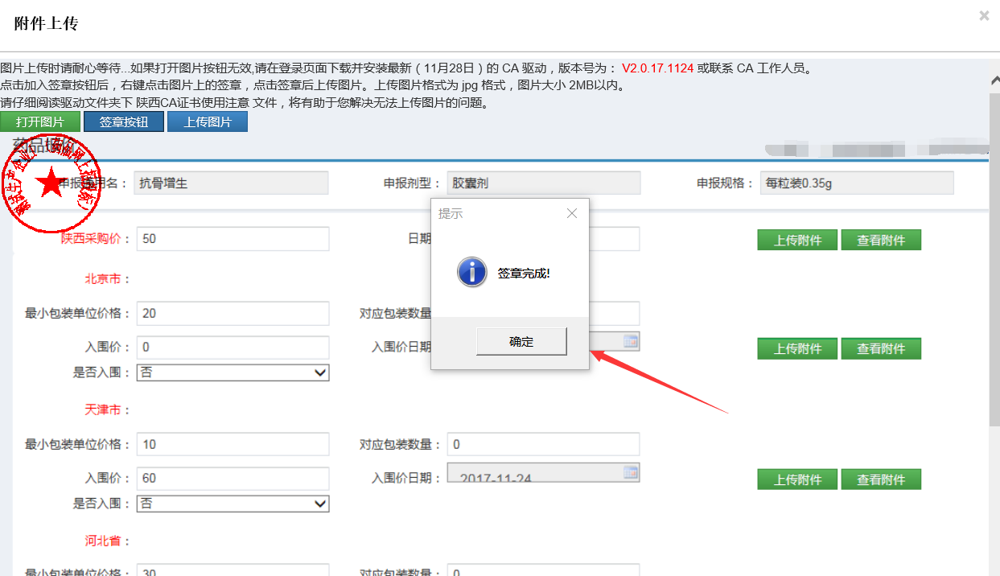 附件上传
×
图片上传时请耐心等待...如果打开图片按钮无效,请在登录页面下载并安装最新（11月28日）的 CA 驱动，版本号为： V2.0.17.1124 或联系 CA 工作人员。
点击加入签章按钮后，右键点击图片上的签章，点击签章后上传图片。上传图片格式为 jpg 格式，图片大小 2MB以内。
请仔细阅读驱动文件夹下 陕西CA证书使用注意 文件，将有助于您解决无法上传图片的问题。
打开图片 签章按钮 上传图片
药品报价
测试生产企业
申报通用名： 抗骨增生 申报剂型： 胶囊剂 申报规格： 每粒装0.35g
提示
陕西采购价： 50 日期 上传附件 查看附件
签章完成!
北京市：
最小包装单位价格： 20 对应包装数量
确定
入围价： 0 入围价日期 上传附件 查看附件
是否入围： 否
天津市：
最小包装单位价格： 10 对应包装数量： 0
入围价： 60 入围价日期： 2017-11-24 上传附件 查看附件
是否入围： 否
河北省：
最小包装单位价格： 30 对应包装数量： 0